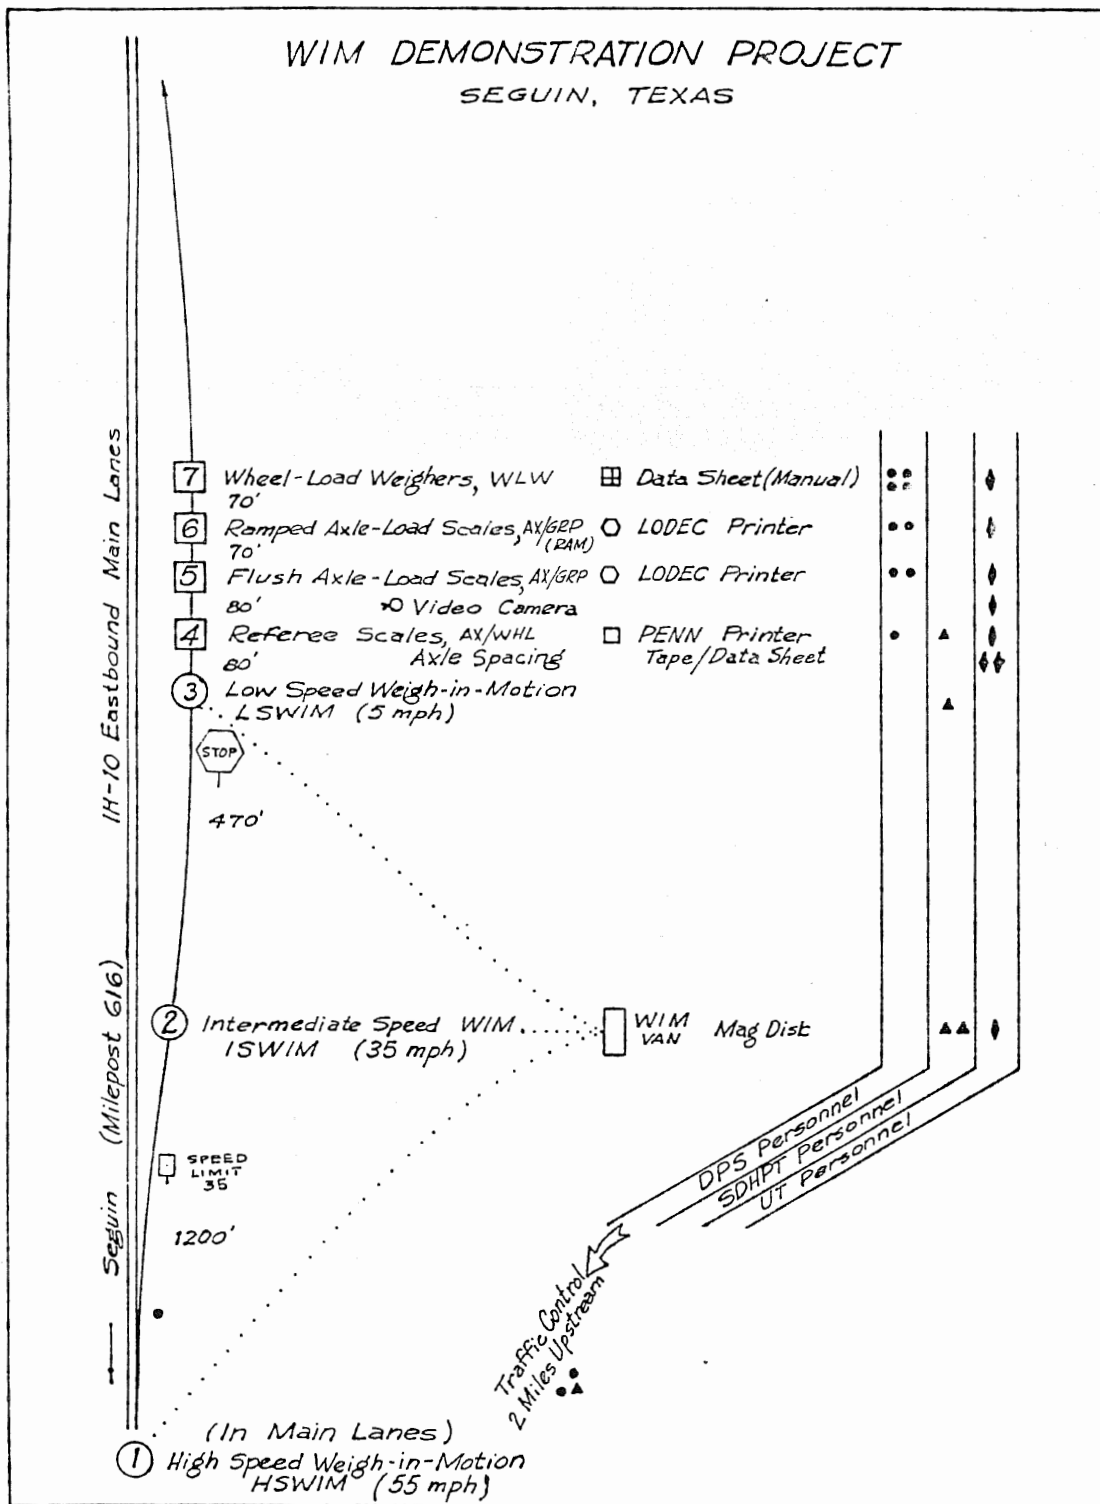 WIM DEMONSTRATION PROJECT
SEGUIN, TEXAS
IH-10 Eastbound Main Lanes
Seguin (Milepost 616)
7 Wheel-Load Weighers, WLW Data Sheet (Manual)
70'
6 Ramped Axle-Load Scales, AX/GRP LODEC Printer
(RAM)
70'
5 Flush Axle-Load Scales, AX/GRP LODEC Printer
80' Video Camera
4 Referee Scales, AX/WHL PENN Printer
80' Axle Spacing Tape/Data Sheet
3 Low Speed Weigh-in-Motion
LSWIM (5 mph)
STOP
470'
2 Intermediate Speed WIM WIM Mag Disk
VAN
ISWIM (35 mph)
SPEED
LIMIT
35
1200'
DPS Personnel
SDHPT Personnel
UT Personnel
Traffic Control
2 Miles Upstream
(In Main Lanes)
1 High Speed Weigh-in-Motion
HSWIM (55 mph)